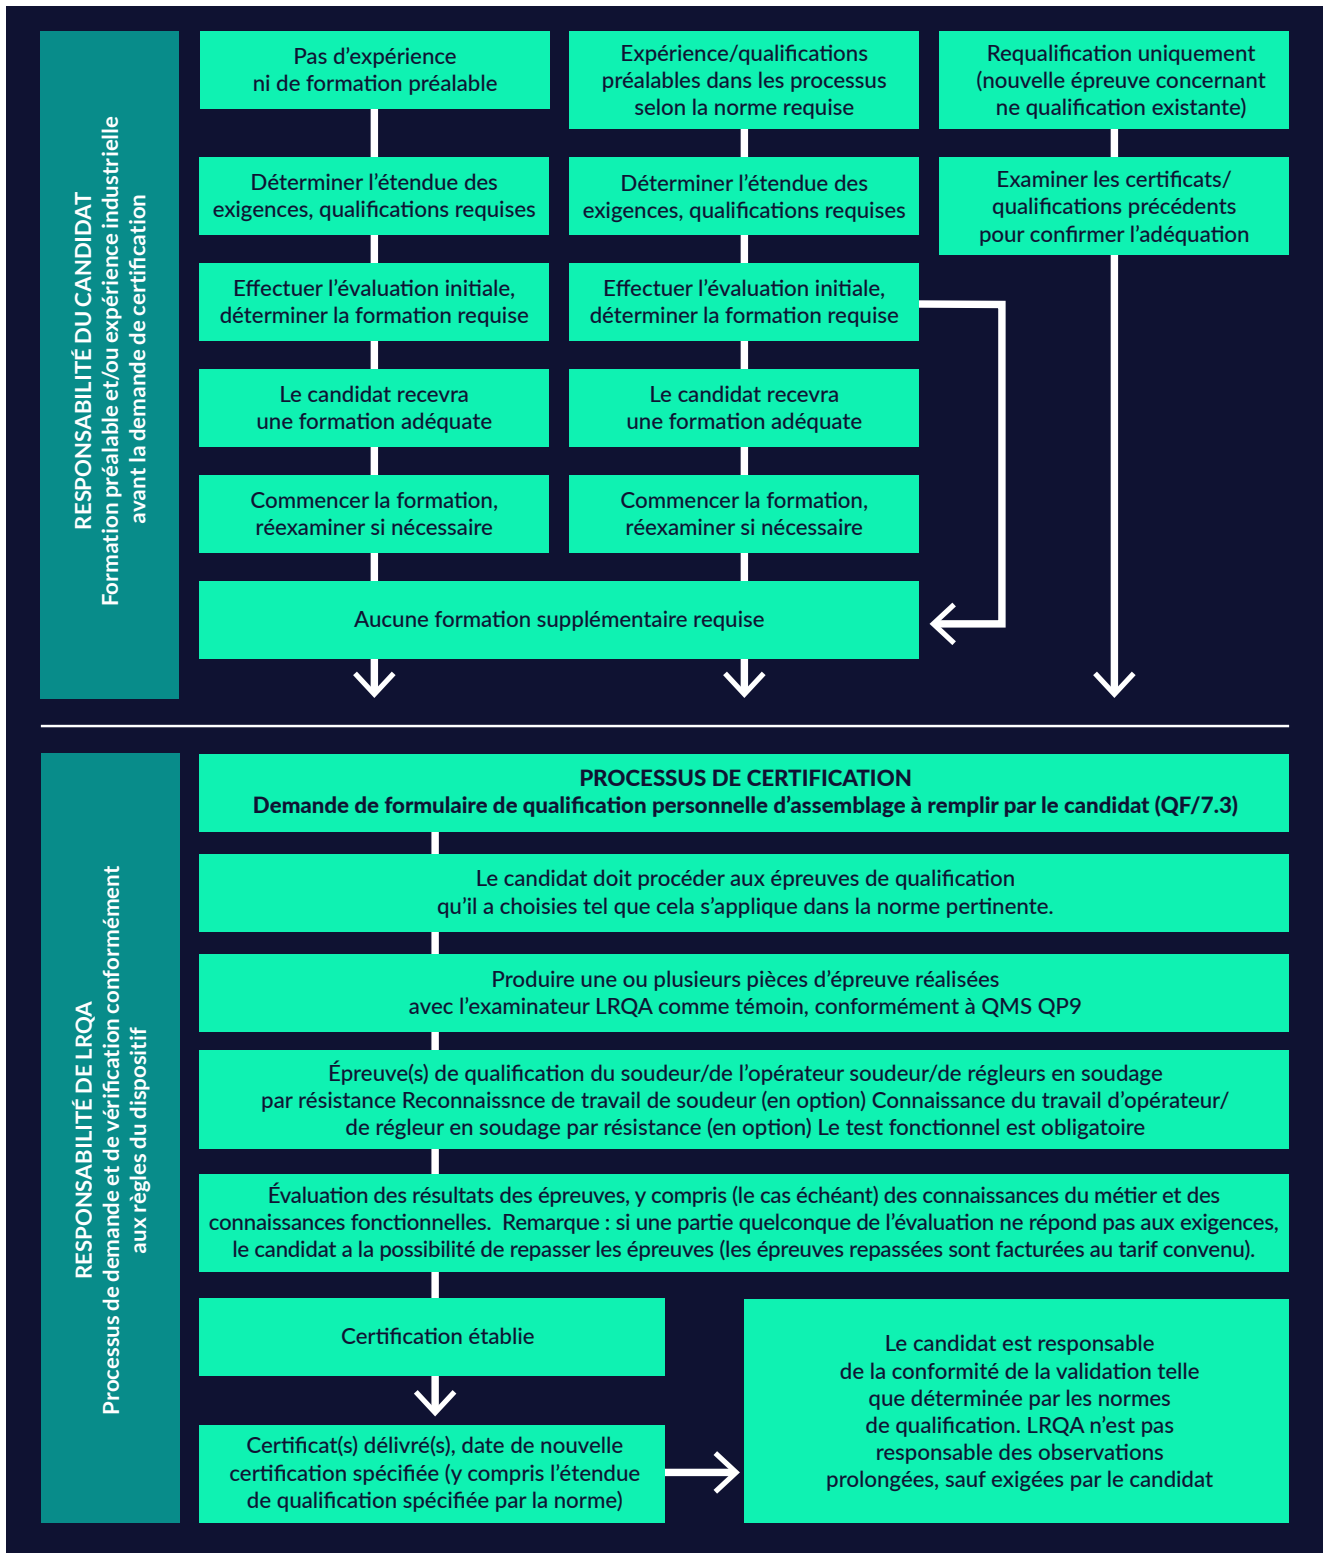 RESPONSABILITÉ DU CANDIDAT
Formation préalable et/ou expérience industrielle
avant la demande de certification
Pas d’expérience
ni de formation préalable
Déterminer l’étendue des
exigences, qualifications requises
Effectuer l’évaluation initiale,
déterminer la formation requise
Le candidat recevra
une formation adéquate
Commencer la formation,
réexaminer si nécessaire
Expérience/qualifications
préalables dans les processus
selon la norme requise
Déterminer l’étendue des
exigences, qualifications requises
Effectuer l’évaluation initiale,
déterminer la formation requise
Le candidat recevra
une formation adéquate
Commencer la formation,
réexaminer si nécessaire
Requalification uniquement
(nouvelle épreuve concernant
ne qualification existante)
Examiner les certificats/
qualifications précédents
pour confirmer l’adéquation
Aucune formation supplémentaire requise
RESPONSABILITÉ DE LRQA
Processus de demande et de vérification conformément
aux règles du dispositif
PROCESSUS DE CERTIFICATION
Demande de formulaire de qualification personnelle d’assemblage à remplir par le candidat (QF/7.3)
Le candidat doit procéder aux épreuves de qualification
qu’il a choisies tel que cela s’applique dans la norme pertinente.
Produire une ou plusieurs pièces d’épreuve réalisées
avec l’examinateur LRQA comme témoin, conformément à QMS QP9
Épreuve(s) de qualification du soudeur/de l’opérateur soudeur/de régleurs en soudage
par résistance Reconnaissnce de travail de soudeur (en option) Connaissance du travail d’opérateur/
de régleur en soudage par résistance (en option) Le test fonctionnel est obligatoire
Évaluation des résultats des épreuves, y compris (le cas échéant) des connaissances du métier et des
connaissances fonctionnelles.  Remarque : si une partie quelconque de l’évaluation ne répond pas aux exigences,
le candidat a la possibilité de repasser les épreuves (les épreuves repassées sont facturées au tarif convenu).
Certification établie
Certificat(s) délivré(s), date de nouvelle
certification spécifiée (y compris l’étendue
de qualification spécifiée par la norme)
Le candidat est responsable
de la conformité de la validation telle
que déterminée par les normes
de qualification. LRQA n’est pas
responsable des observations
prolongées, sauf exigées par le candidat